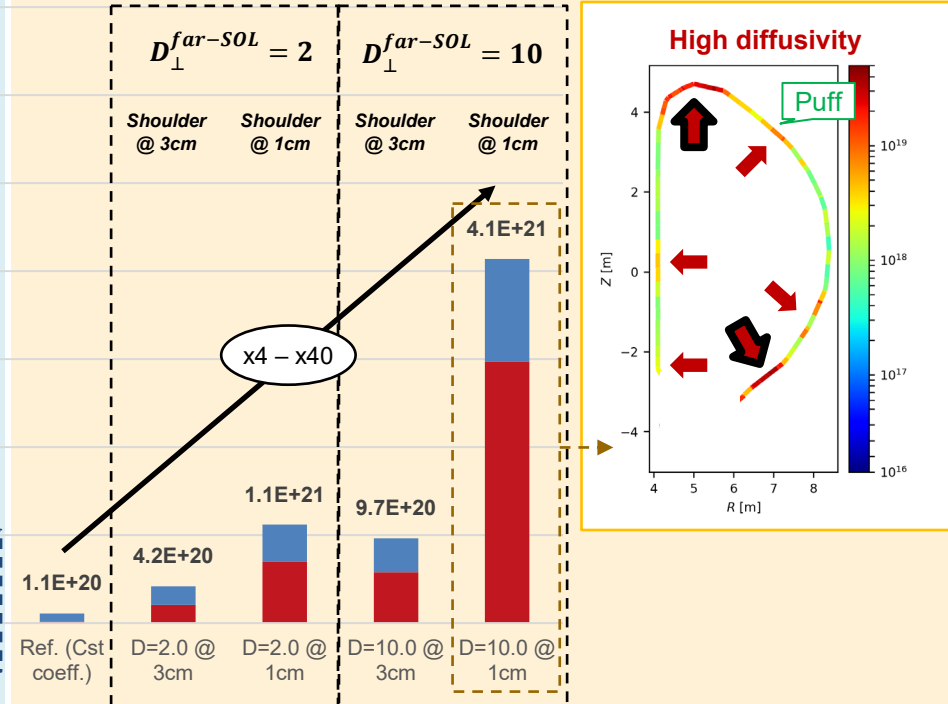 D⊥^far−SOL = 2
D⊥^far−SOL = 10
Shoulder
@ 3cm
Shoulder
@ 1cm
Shoulder
@ 3cm
Shoulder
@ 1cm
x4 – x40
1.1E+20
4.2E+20
1.1E+21
9.7E+20
4.1E+21
Ref. (Cst
coeff.)
D=2.0 @
3cm
D=2.0 @
1cm
D=10.0 @
3cm
D=10.0 @
1cm
High diffusivity
Puff
Z [m]
4
2
0
−2
−4
4 5 6 7 8
R [m]
10^19
10^18
10^17
10^16